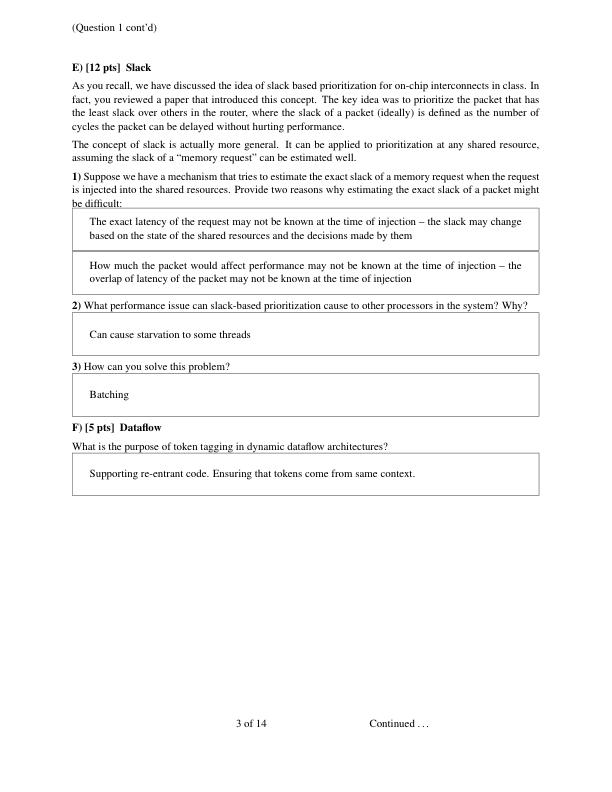 (Question 1 cont’d)
E) [12 pts] Slack
As you recall, we have discussed the idea of slack based prioritization for on-chip interconnects in class. In
fact, you reviewed a paper that introduced this concept. The key idea was to prioritize the packet that has
the least slack over others in the router, where the slack of a packet (ideally) is defined as the number of
cycles the packet can be delayed without hurting performance.
The concept of slack is actually more general. It can be applied to prioritization at any shared resource,
assuming the slack of a “memory request” can be estimated well.
1) Suppose we have a mechanism that tries to estimate the exact slack of a memory request when the request
is injected into the shared resources. Provide two reasons why estimating the exact slack of a packet might
be difficult:
The exact latency of the request may not be known at the time of injection – the slack may change
based on the state of the shared resources and the decisions made by them
How much the packet would affect performance may not be known at the time of injection – the
overlap of latency of the packet may not be known at the time of injection
2) What performance issue can slack-based prioritization cause to other processors in the system? Why?
Can cause starvation to some threads
3) How can you solve this problem?
Batching
F) [5 pts] Dataflow
What is the purpose of token tagging in dynamic dataflow architectures?
Supporting re-entrant code. Ensuring that tokens come from same context.
3 of 14 Continued . . .